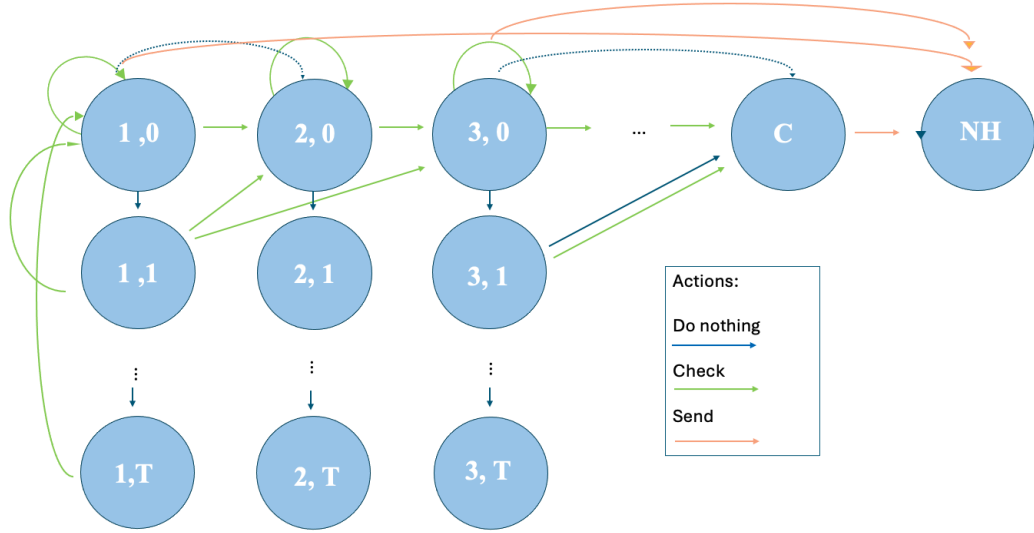 1 ,0
2, 0
3, 0
...
C
NH
1 ,1
2, 1
3, 1
Actions:
Do nothing
Check
Send
...
...
...
1,T
2, T
3, T